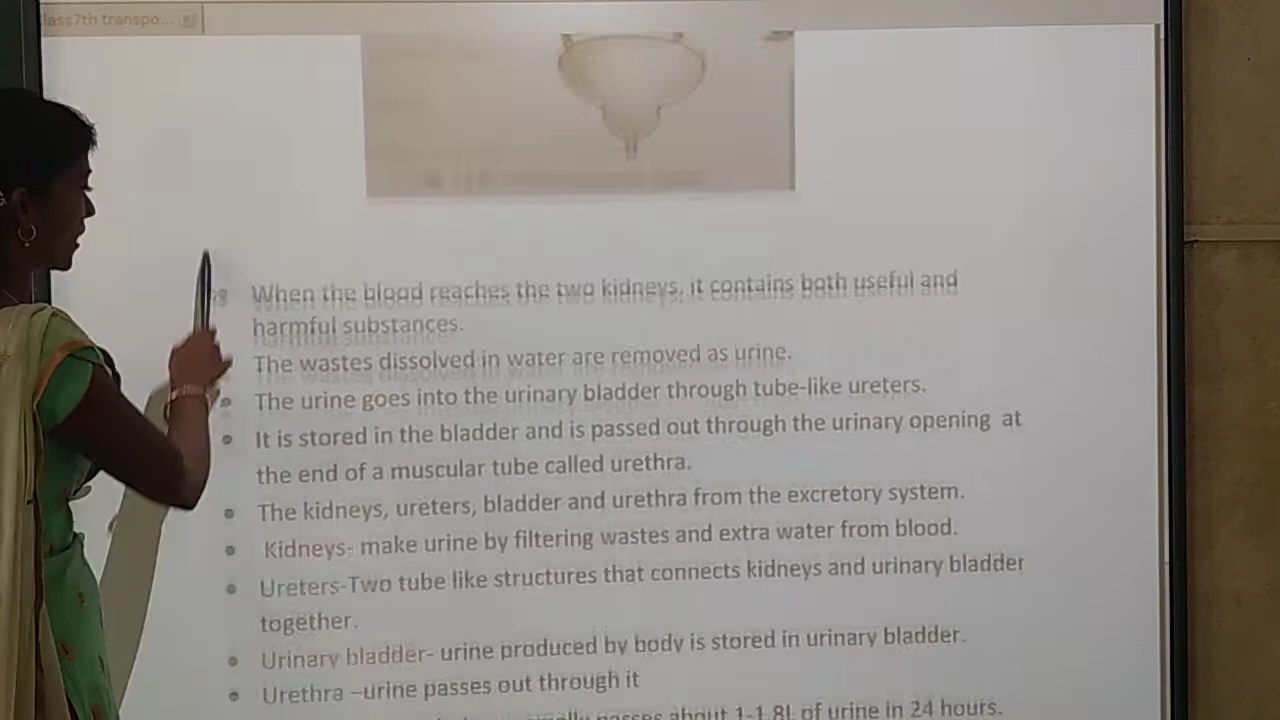 lass7th transpo...
When the blood reaches the two kidneys, it contains both useful and
harmful substances.
The wastes dissolved in water are removed as urine.
The urine goes into the urinary bladder through tube-like ureters.
It is stored in the bladder and is passed out through the urinary opening at
the end of a muscular tube called urethra.
The kidneys, ureters, bladder and urethra from the excretory system.
Kidneys- make urine by filtering wastes and extra water from blood.
Ureters-Two tube like structures that connects kidneys and urinary bladder
together.
Urinary bladder- urine produced by body is stored in urinary bladder.
Urethra –urine passes out through it
passes about 1-1.8L of urine in 24 hours.